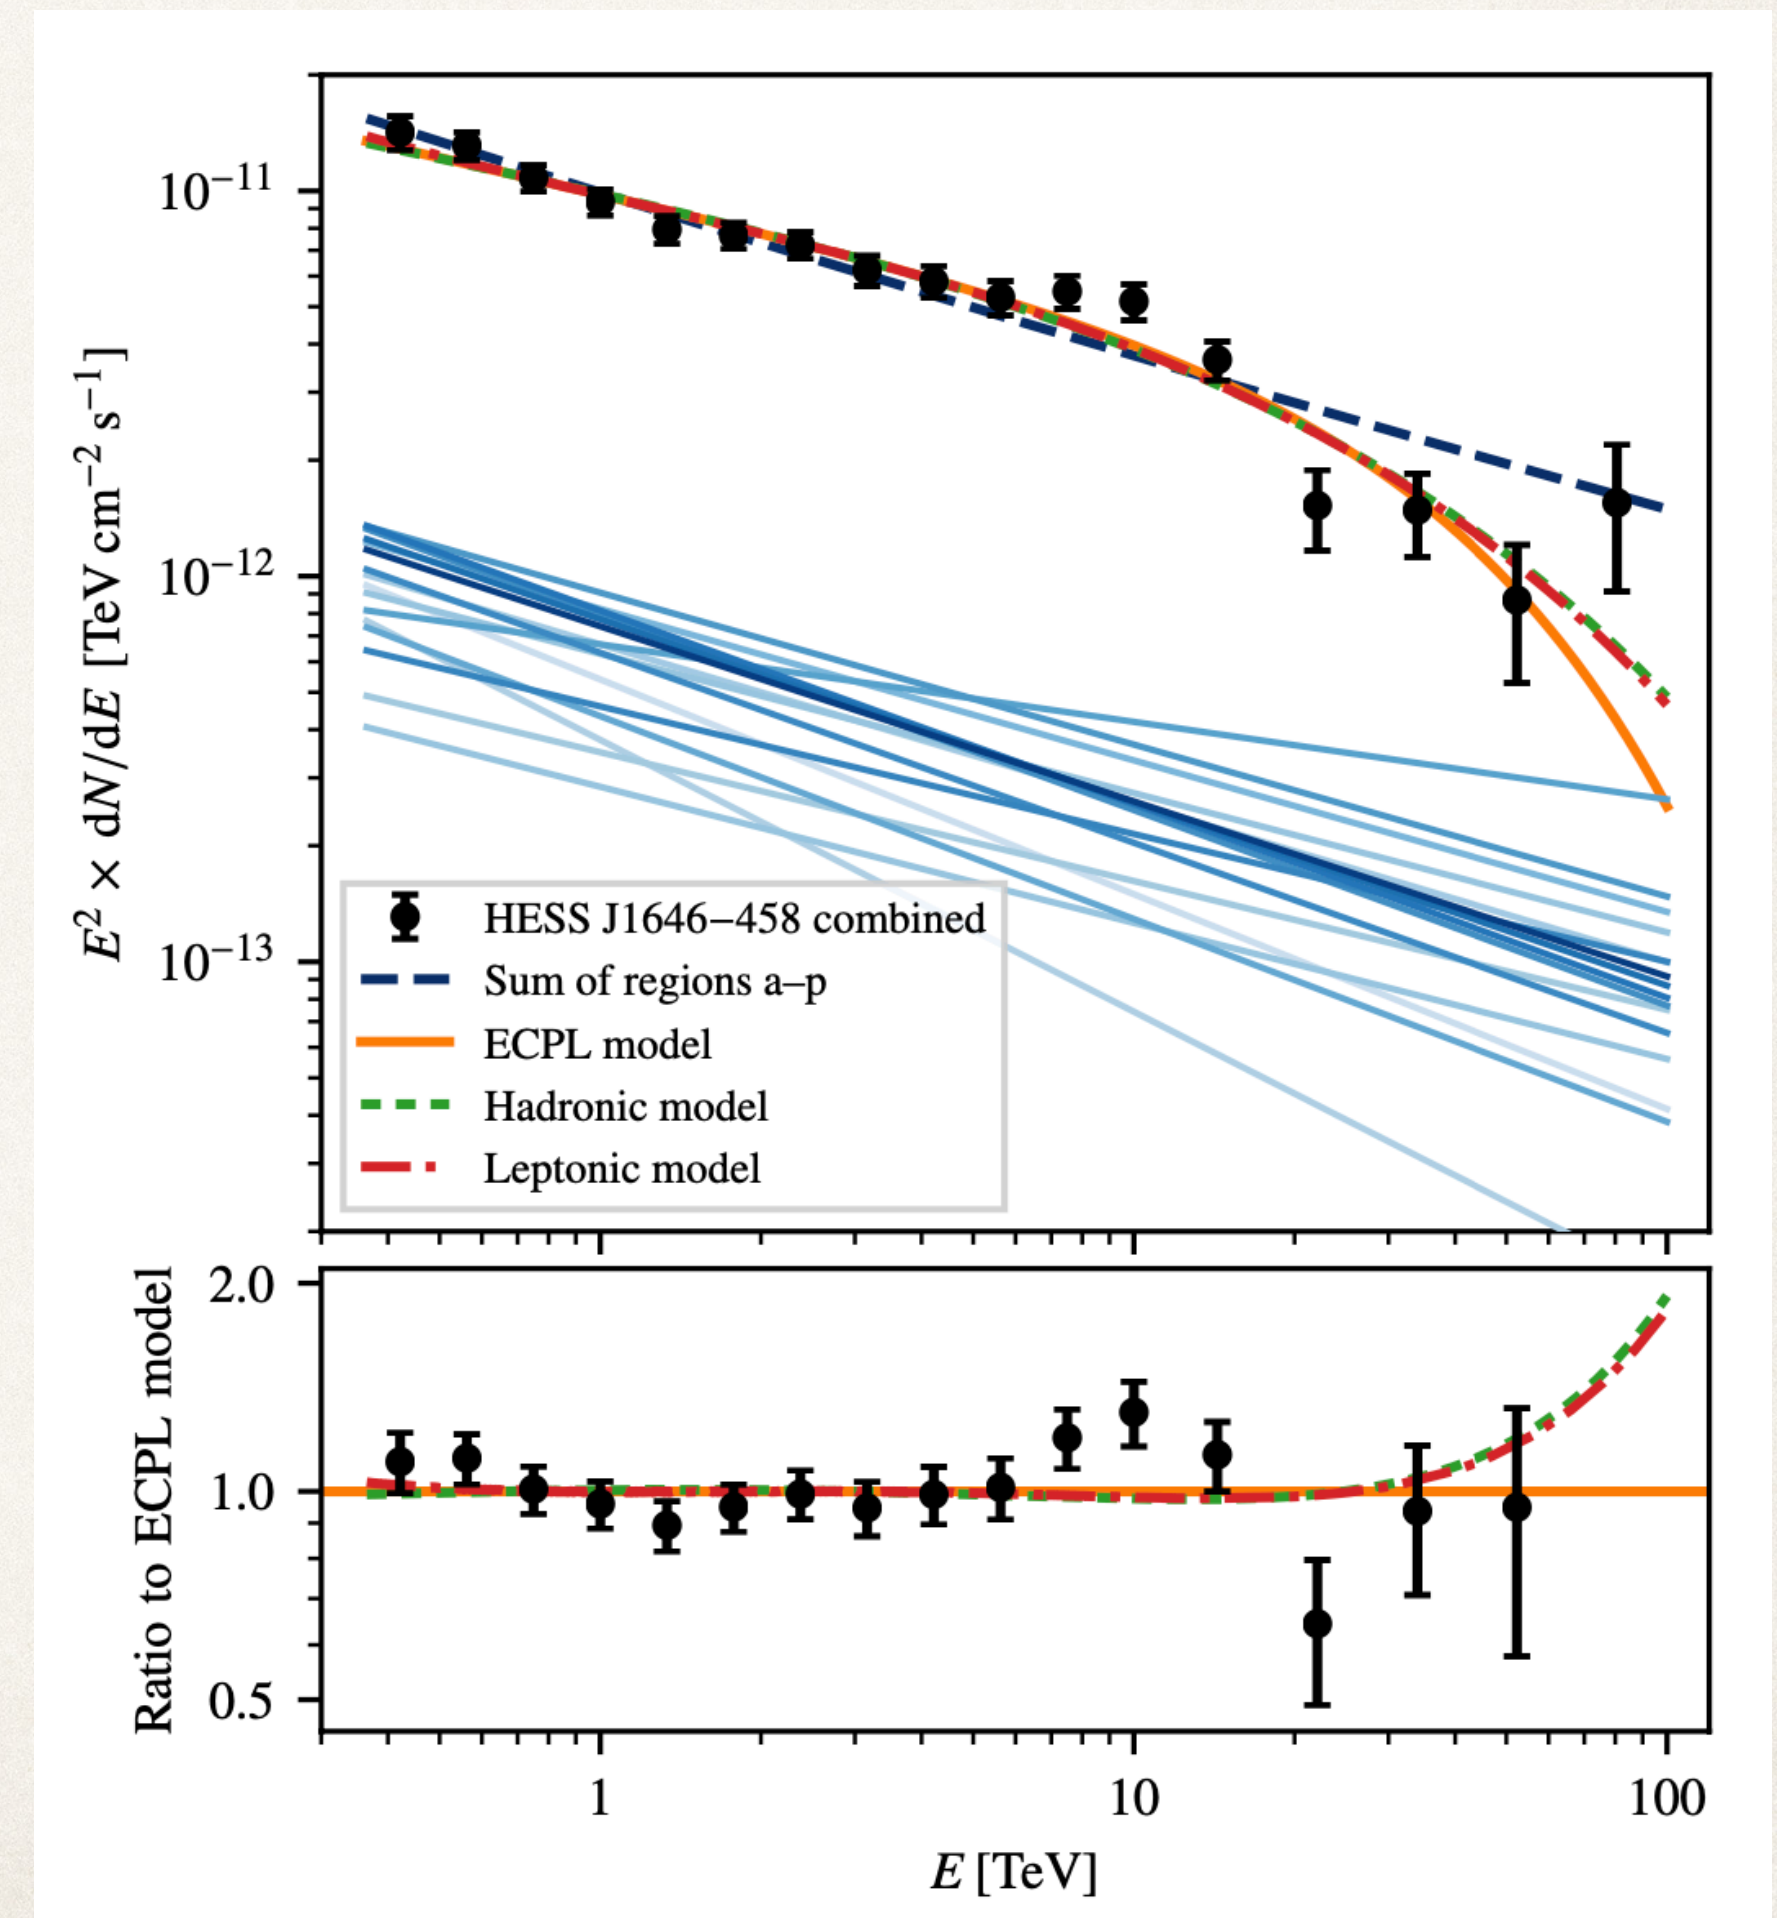 E² × dN/dE [TeV cm⁻² s⁻¹]
10⁻¹¹
10⁻¹²
10⁻¹³
HESS J1646−458 combined
Sum of regions a–p
ECPL model
Hadronic model
Leptonic model
Ratio to ECPL model
2.0
1.0
0.5
1
10
100
E [TeV]